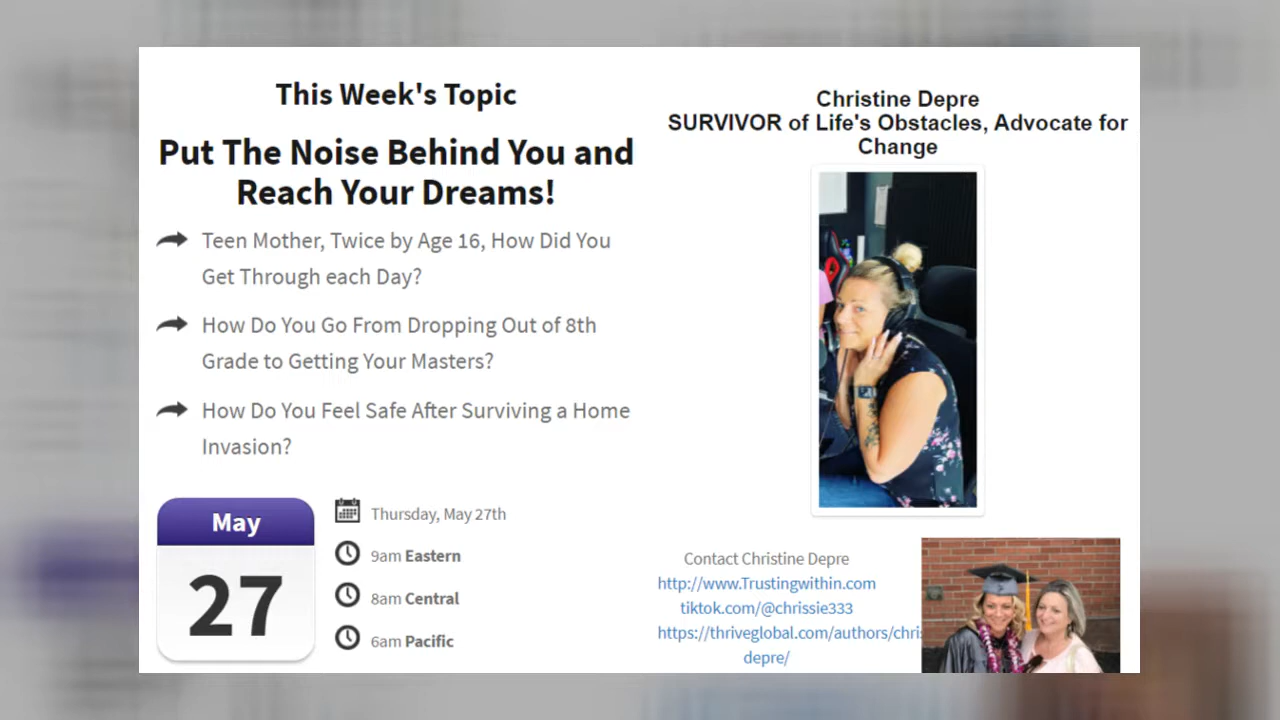 This Week's Topic
Put The Noise Behind You and
Reach Your Dreams!
Teen Mother, Twice by Age 16, How Did You
Get Through each Day?
How Do You Go From Dropping Out of 8th
Grade to Getting Your Masters?
How Do You Feel Safe After Surviving a Home
Invasion?
May
27
Thursday, May 27th
9am Eastern
8am Central
6am Pacific
Christine Depre
SURVIVOR of Life's Obstacles, Advocate for
Change
Contact Christine Depre
http://www.Trustingwithin.com
tiktok.com/@chrissie333
https://thriveglobal.com/authors/chris
depre/